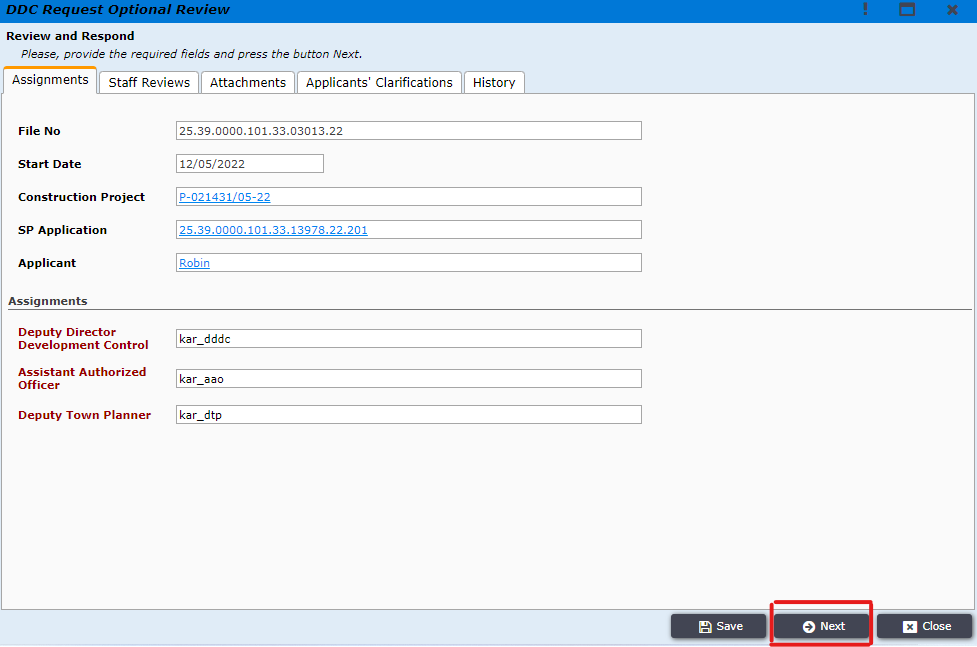 DDC Request Optional Review
Review and Respond
Please, provide the required fields and press the button Next.
Assignments Staff Reviews Attachments Applicants' Clarifications History
File No 25.39.0000.101.33.03013.22
Start Date 12/05/2022
Construction Project P-021431/05-22
SP Application 25.39.0000.101.33.13978.22.201
Applicant Robin
Assignments
Deputy Director
Development Control kar_dddc
Assistant Authorized
Officer kar_aao
Deputy Town Planner kar_dtp
Save Next Close